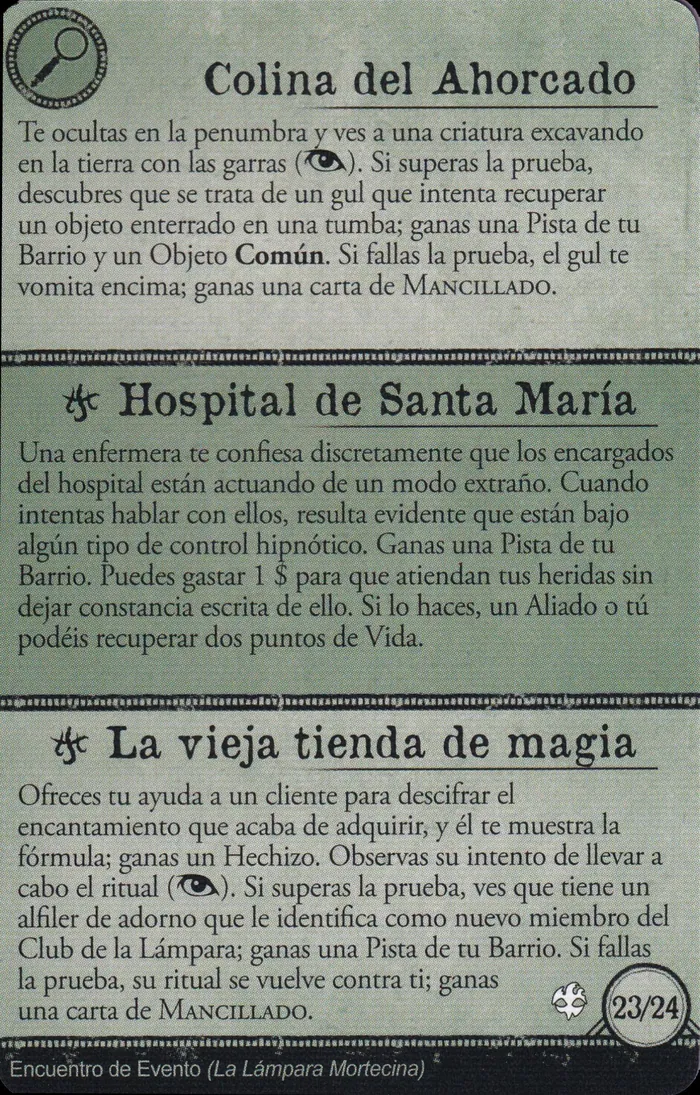 Colina del Ahorcado
Te ocultas en la penumbra y ves a una criatura excavando
en la tierra con las garras (). Si superas la prueba,
descubres que se trata de un gul que intenta recuperar
un objeto enterrado en una tumba; ganas una Pista de tu
Barrio y un Objeto Común. Si fallas la prueba, el gul te
vomita encima; ganas una carta de MANCILLADO.
Hospital de Santa María
Una enfermera te confiesa discretamente que los encargados
del hospital están actuando de un modo extraño. Cuando
intentas hablar con ellos, resulta evidente que están bajo
algún tipo de control hipnótico. Ganas una Pista de tu
Barrio. Puedes gastar 1 $ para que atiendan tus heridas sin
dejar constancia escrita de ello. Si lo haces, un Aliado o tú
podéis recuperar dos puntos de Vida.
La vieja tienda de magia
Ofreces tu ayuda a un cliente para descifrar el
encantamiento que acaba de adquirir, y él te muestra la
fórmula; ganas un Hechizo. Observas su intento de llevar a
cabo el ritual (). Si superas la prueba, ves que tiene un
alfiler de adorno que le identifica como nuevo miembro del
Club de la Lámpara; ganas una Pista de tu Barrio. Si fallas
la prueba, su ritual se vuelve contra ti; ganas
una carta de MANCILLADO.
23/24
Encuentro de Evento (La Lámpara Mortecina)